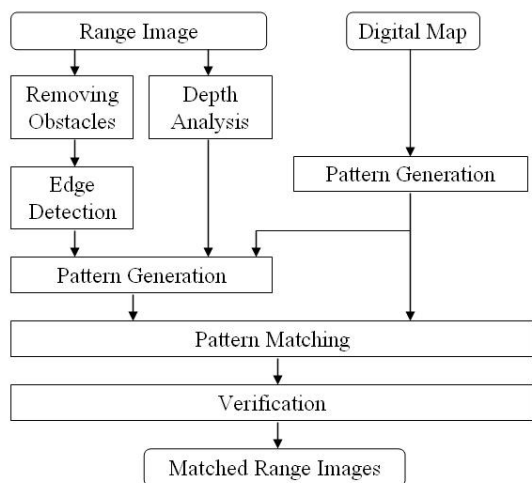 Range Image
Digital Map
Removing
Obstacles
Depth
Analysis
Edge
Detection
Pattern Generation
Pattern Generation
Pattern Matching
Verification
Matched Range Images